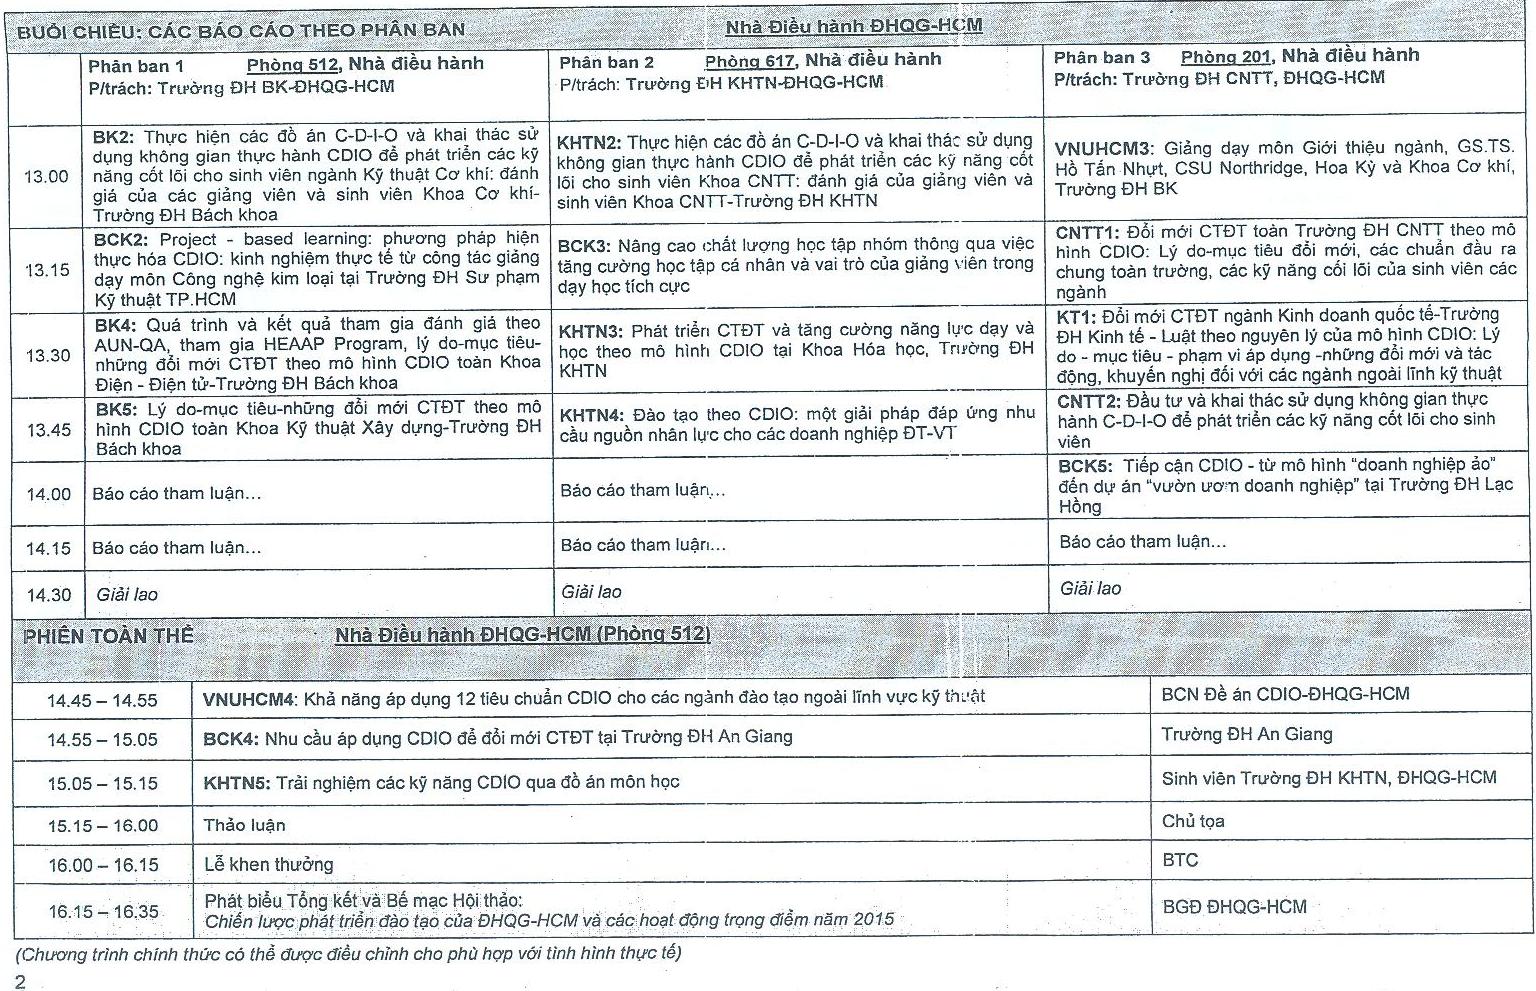 BUỔI CHIỀU: CÁC BÁO CÁO THEO PHÂN BAN Nhà Điều hành ĐHQG-HCM
Phân ban 1 Phòng 512, Nhà điều hành
P/trách: Trường ĐH BK-ĐHQG-HCM
Phân ban 2 Phòng 617, Nhà điều hành
P/trách: Trường ĐH KHTN-ĐHQG-HCM
Phân ban 3 Phòng 201, Nhà điều hành
P/trách: Trường ĐH CNTT, ĐHQG-HCM
13.00
BK2: Thực hiện các đồ án C-D-I-O và khai thác sử
dụng không gian thực hành CDIO để phát triển các kỹ
năng cốt lõi cho sinh viên ngành Kỹ thuật Cơ khí: đánh
giá của các giảng viên và sinh viên Khoa Cơ khí-
Trường ĐH Bách khoa
KHTN2: Thực hiện các đồ án C-D-I-O và khai thác sử dụng
không gian thực hành CDIO để phát triển các kỹ năng cốt
lõi cho sinh viên Khoa CNTT: đánh giá của giảng viên và
sinh viên Khoa CNTT-Trường ĐH KHTN
VNUHCM3: Giảng dạy môn Giới thiệu ngành, GS.TS.
Hồ Tấn Nhựt, CSU Northridge, Hoa Kỳ và Khoa Cơ khí,
Trường ĐH BK
13.15
BCK2: Project - based learning: phương pháp hiện
thực hóa CDIO: kinh nghiệm thực tế từ công tác giảng
dạy môn Công nghệ kim loại tại Trường ĐH Sư phạm
Kỹ thuật TP.HCM
BCK3: Nâng cao chất lượng học tập nhóm thông qua việc
tăng cường học tập cá nhân và vai trò của giảng viên trong
dạy học tích cực
CNTT1: Đổi mới CTĐT toàn Trường ĐH CNTT theo mô
hình CDIO: Lý do-mục tiêu đổi mới, các chuẩn đầu ra
chung toàn trường, các kỹ năng cối lõi của sinh viên các
ngành
13.30
BK4: Quá trình và kết quả tham gia đánh giá theo
AUN-QA, tham gia HEAAP Program, lý do-mục tiêu-
những đổi mới CTĐT theo mô hình CDIO toàn Khoa
Điện - Điện tử-Trường ĐH Bách khoa
KHTN3: Phát triển CTĐT và tăng cường năng lực dạy và
học theo mô hình CDIO tại Khoa Hóa học, Trường ĐH
KHTN
KT1: Đổi mới CTĐT ngành Kinh doanh quốc tế-Trường
ĐH Kinh tế - Luật theo nguyên lý của mô hình CDIO: Lý
do - mục tiêu - phạm vi áp dụng -những đổi mới và tác
động, khuyến nghị đối với các ngành ngoài lĩnh kỹ thuật
13.45
BK5: Lý do-mục tiêu-những đổi mới CTĐT theo mô
hình CDIO toàn Khoa Kỹ thuật Xây dựng-Trường ĐH
Bách khoa
KHTN4: Đào tạo theo CDIO: một giải pháp đáp ứng nhu
cầu nguồn nhân lực cho các doanh nghiệp ĐT-VT
CNTT2: Đầu tư và khai thác sử dụng không gian thực
hành C-D-I-O để phát triển các kỹ năng cốt lõi cho sinh
viên
14.00
Báo cáo tham luận...
Báo cáo tham luận...
BCK5: Tiếp cận CDIO - từ mô hình “doanh nghiệp ảo”
đến dự án “vườn ươm doanh nghiệp” tại Trường ĐH Lạc
Hồng
14.15
Báo cáo tham luận...
Báo cáo tham luận...
Báo cáo tham luận...
14.30
Giải lao
Giải lao
Giải lao
PHIÊN TOÀN THỂ Nhà Điều hành ĐHQG-HCM (Phòng 512)
14.45 – 14.55 VNUHCM4: Khả năng áp dụng 12 tiêu chuẩn CDIO cho các ngành đào tạo ngoài lĩnh vực kỹ thuật BCN Đề án CDIO-ĐHQG-HCM
14.55 – 15.05 BCK4: Nhu cầu áp dụng CDIO để đổi mới CTĐT tại Trường ĐH An Giang Trường ĐH An Giang
15.05 – 15.15 KHTN5: Trải nghiệm các kỹ năng CDIO qua đồ án môn học Sinh viên Trường ĐH KHTN, ĐHQG-HCM
15.15 – 16.00 Thảo luận Chủ tọa
16.00 – 16.15 Lễ khen thưởng BTC
16.15 – 16.35 Phát biểu Tổng kết và Bế mạc Hội thảo: BGĐ ĐHQG-HCM
Chiến lược phát triển đào tạo của ĐHQG-HCM và các hoạt động trọng điểm năm 2015
(Chương trình chính thức có thể được điều chỉnh cho phù hợp với tình hình thực tế)
2